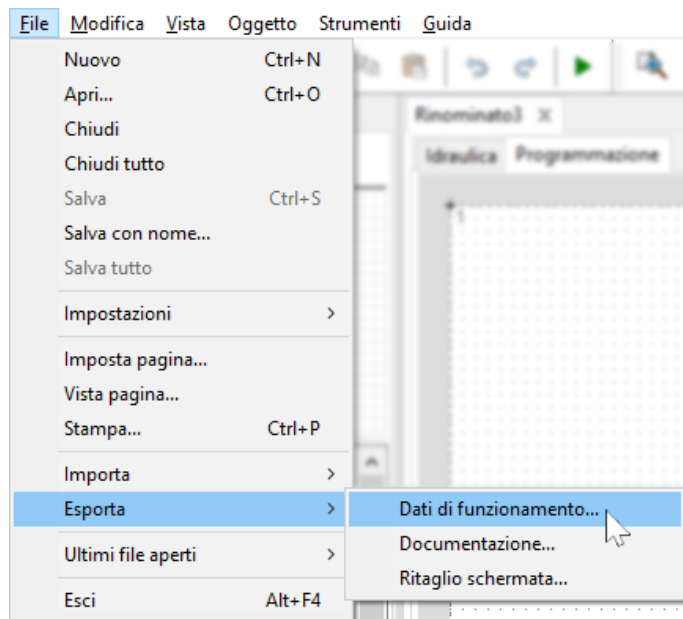 File Modifica Vista Oggetto Strumenti Guida
Nuovo Ctrl+N
Apri... Ctrl+O
Chiudi
Chiudi tutto
Salva Ctrl+S
Salva con nome...
Salva tutto
Impostazioni
Imposta pagina...
Vista pagina...
Stampa... Ctrl+P
Importa
Esporta
Ultimi file aperti
Esci Alt+F4
Dati di funzionamento...
Documentazione...
Ritaglio schermata...
Rinominato3
Idraulica Programmazione
1